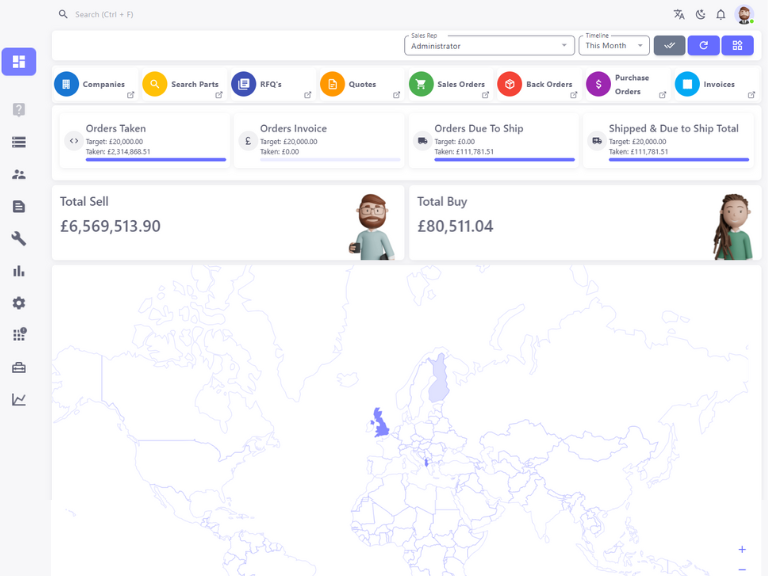 Search (Ctrl + F)
Sales Rep
Administrator
Timeline
This Month
Companies
Search Parts
RFQ's
Quotes
Sales Orders
Back Orders
Purchase
Orders
Invoices
Orders Taken
Target: £20,000.00
Taken: £2,314,868.51
Orders Invoice
Target: £20,000.00
Taken: £0.00
Orders Due To Ship
Target: £0.00
Taken: £111,781.51
Shipped & Due to Ship Total
Target: £20,000.00
Taken: £111,781.51
Total Sell
£6,569,513.90
Total Buy
£80,511.04